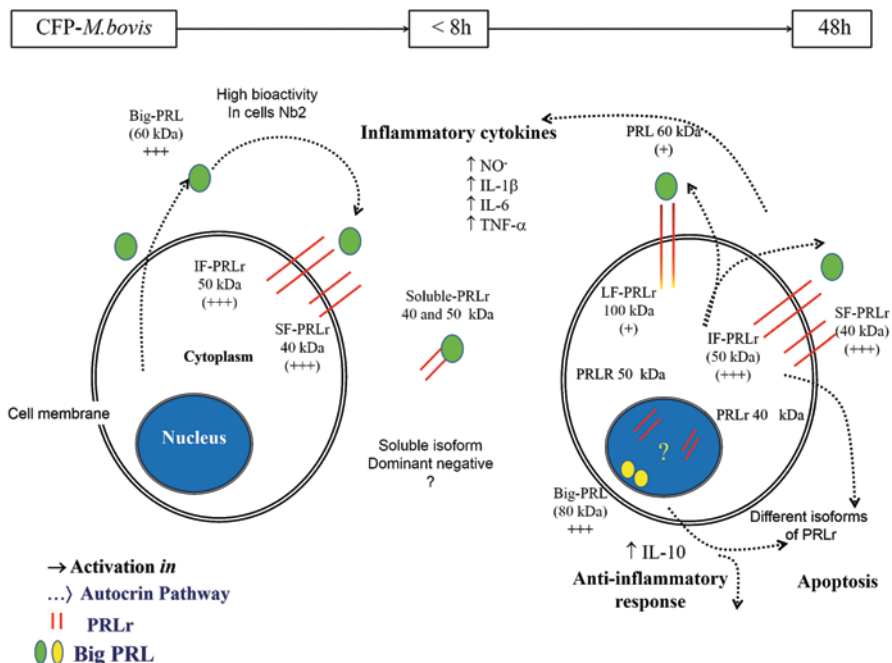 CFP-M.bovis
< 8h
48h
Big-PRL
(60 kDa)
+++
High bioactivity
In cells Nb2
Inflammatory cytokines
↑ NO-
↑ IL-1β
↑ IL-6
↑ TNF-α
PRL 60 kDa
(+)
IF-PRLr
50 kDa
(+++)
SF-PRLr
40 kDa
(+++)
Cytoplasm
Cell membrane
Nucleus
Soluble-PRLr
40 and 50 kDa
Soluble isoform
Dominant negative
?
LF-PRLr
100 kDa
(+)
IF-PRLr
(50 kDa)
(+++)
SF-PRLr
(40 kDa)
(+++)
PRLR 50 kDa
PRLr 40 kDa
?
Big-PRL
(80 kDa)
+++
Different isoforms
of PRLr
↑ IL-10
Anti-inflammatory
response
Apoptosis
→ Activation in
...⟩ Autocrin Pathway
PRLr
Big PRL